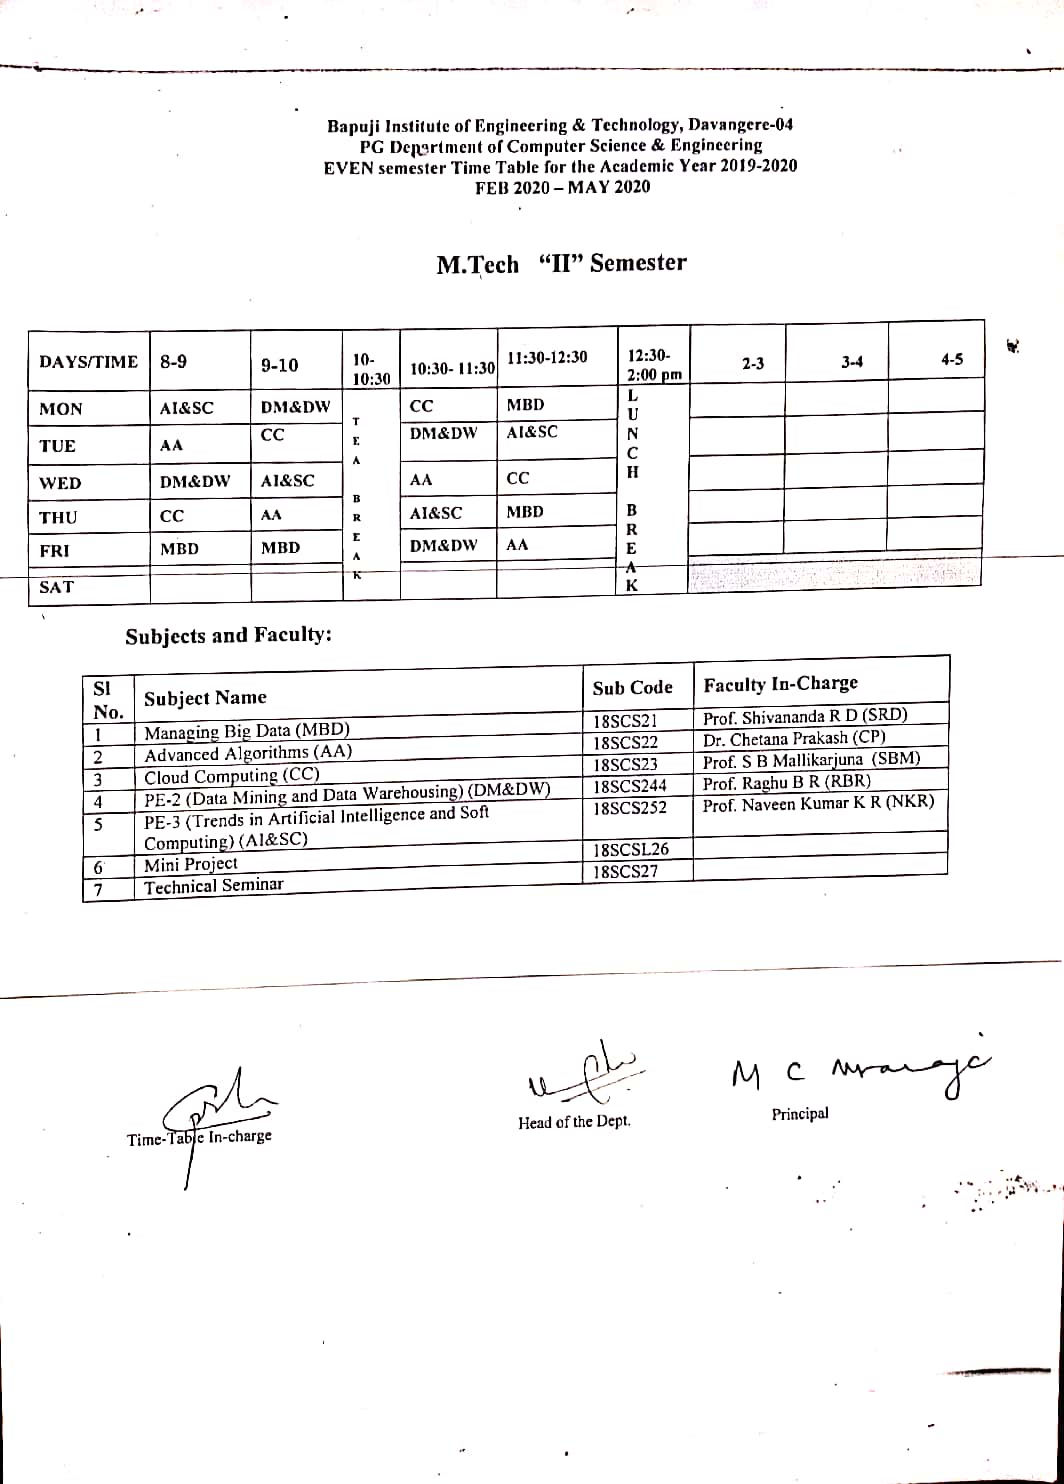 Bapuji Institute of Engineering & Technology, Davangere-04
PG Department of Computer Science & Engineering
EVEN semester Time Table for the Academic Year 2019-2020
FEB 2020 – MAY 2020
M.Tech “II” Semester
DAYS/TIME 8-9 9-10 10-10:30 10:30- 11:30 11:30-12:30 12:30-2:00 pm 2-3 3-4 4-5
MON AI&SC DM&DW CC MBD
TUE AA CC DM&DW AI&SC
WED DM&DW AI&SC AA CC
THU CC AA AI&SC MBD
FRI MBD MBD DM&DW AA
SAT
TEA BREAK
LUNCH BREAK
Subjects and Faculty:
Sl No. Subject Name Sub Code Faculty In-Charge
1 Managing Big Data (MBD) 18SCS21 Prof. Shivananda R D (SRD)
2 Advanced Algorithms (AA) 18SCS22 Dr. Chetana Prakash (CP)
3 Cloud Computing (CC) 18SCS23 Prof. S B Mallikarjuna (SBM)
4 PE-2 (Data Mining and Data Warehousing) (DM&DW) 18SCS244 Prof. Raghu B R (RBR)
5 PE-3 (Trends in Artificial Intelligence and Soft Computing) (AI&SC) 18SCS252 Prof. Naveen Kumar K R (NKR)
6 Mini Project 18SCSL26
7 Technical Seminar 18SCS27
M C
Time-Table In-charge
Head of the Dept.
Principal